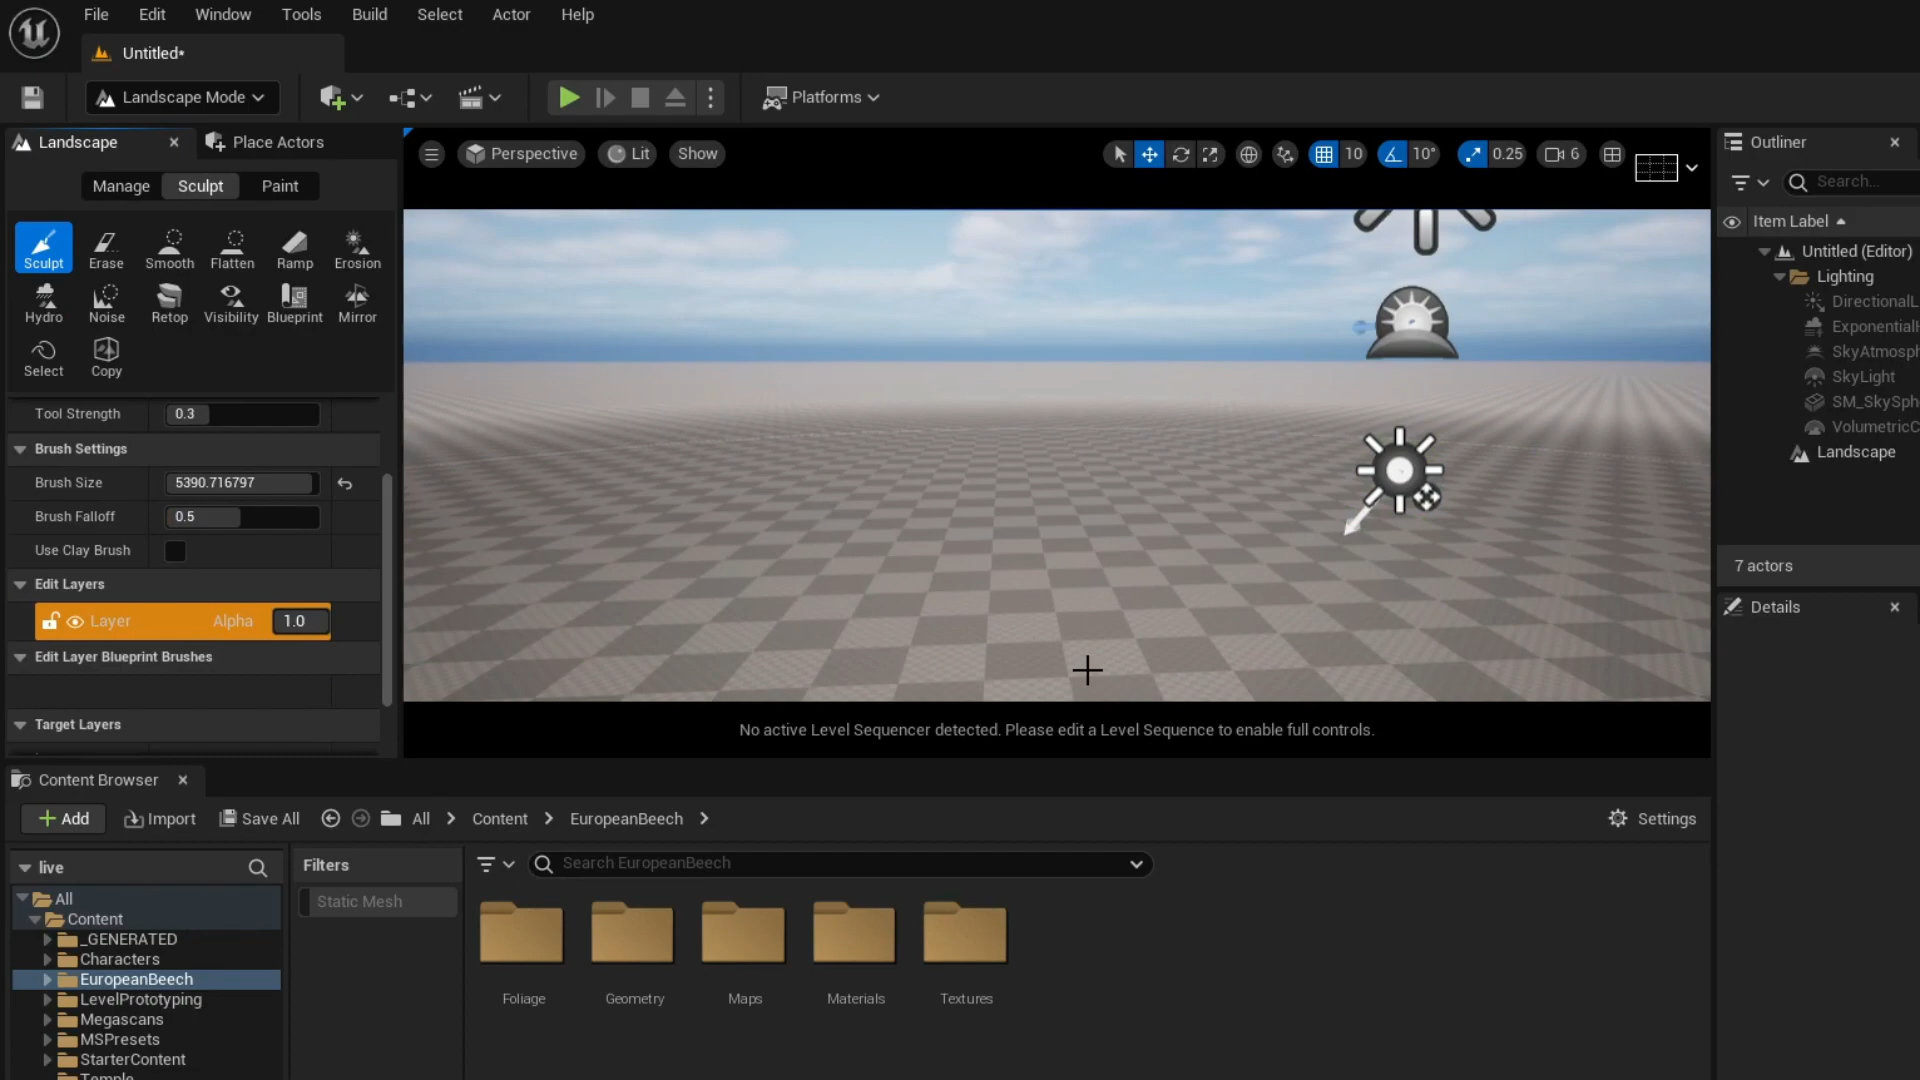 File Edit Window Tools Build Select Actor Help
Untitled*
Landscape Mode
Platforms
Landscape
Place Actors
Manage Sculpt Paint
Sculpt Erase Smooth Flatten Ramp Erosion
Hydro Noise Retop Visibility Blueprint Mirror
Select Copy
Tool Strength 0.3
Brush Settings
Brush Size 5390.716797
Brush Falloff 0.5
Use Clay Brush
Edit Layers
Layer Alpha 1.0
Edit Layer Blueprint Brushes
Target Layers
Perspective Lit Show
10 10° 0.25 6
No active Level Sequencer detected. Please edit a Level Sequence to enable full controls.
Outliner
Search...
Item Label
Untitled (Editor)
Lighting
DirectionalL
ExponentialH
SkyAtmosph
SkyLight
SM_SkySph
VolumetricC
Landscape
7 actors
Details
Content Browser
Add Import Save All All Content EuropeanBeech Settings
live
All
Content
_GENERATED
Characters
EuropeanBeech
LevelPrototyping
Megascans
MSPresets
StarterContent
Temple
Filters
Static Mesh
Search EuropeanBeech
Foliage Geometry Maps Materials Textures